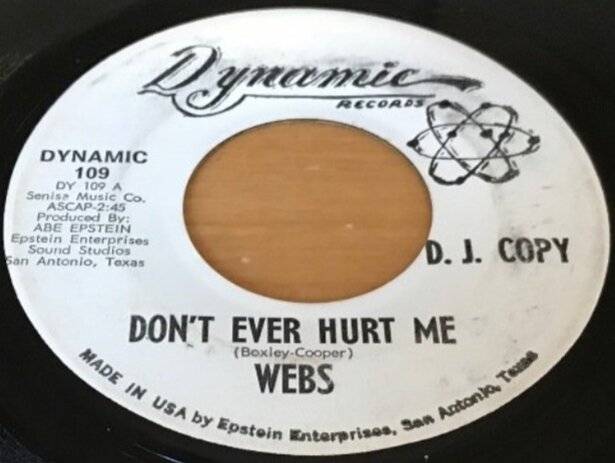 Dynamic
RECORDS
DYNAMIC
109
DY 109 A
Senisa Music Co.
ASCAP-2:45
Produced By:
ABE EPSTEIN
Epstein Enterprises
Sound Studios
San Antonio, Texas
D. J. COPY
DON'T EVER HURT ME
(Boxley-Cooper)
WEBS
MADE IN USA by Epstein Enterprises, San Antonio, Texas